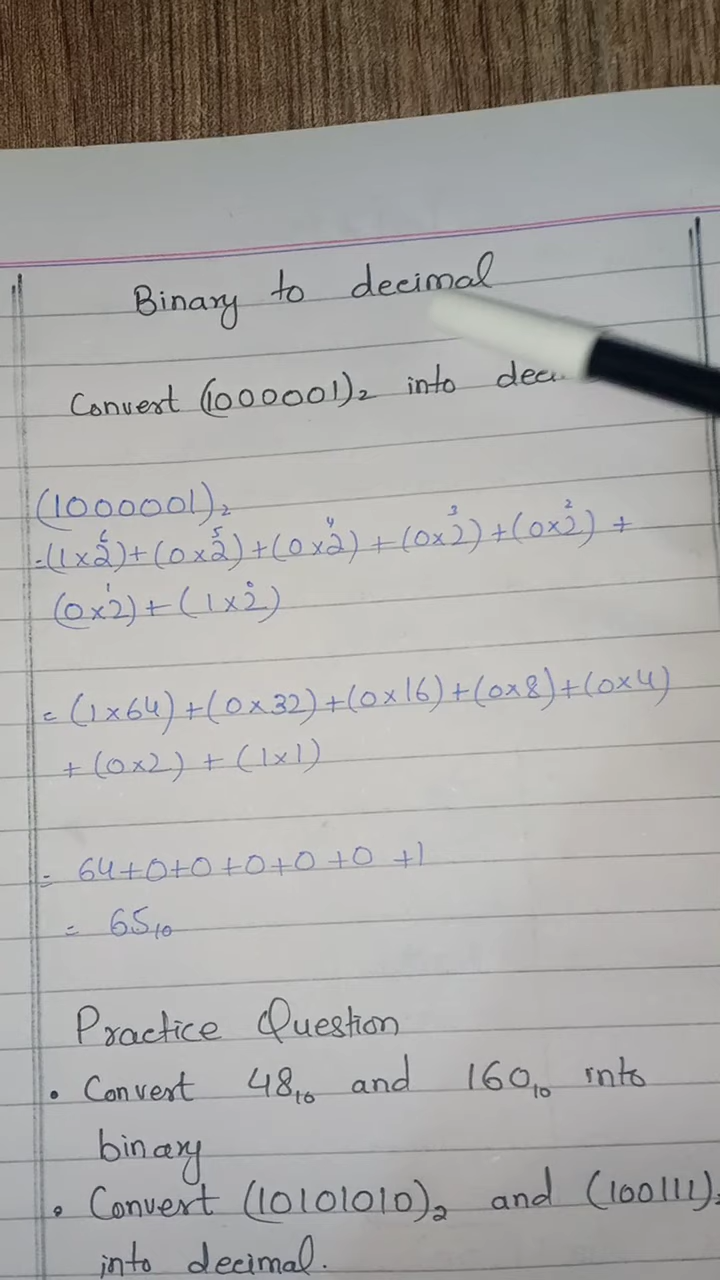 Binary to decimal
Convert (1000001)₂ into
(1000001)₂
=(1×2⁶)+(0×2⁵)+(0×2⁴)+(0×2³)+(0×2²)+
(0×2¹)+(1×2⁰)
=(1×64)+(0×32)+(0×16)+(0×8)+(0×4)
+(0×2)+(1×1)
= 64+0+0+0+0+0+1
= 65₁₀
Practice Question
• Convert 48₁₀ and 160₁₀ into
binary
• Convert (10101010)₂ and (100111)₂
into decimal.